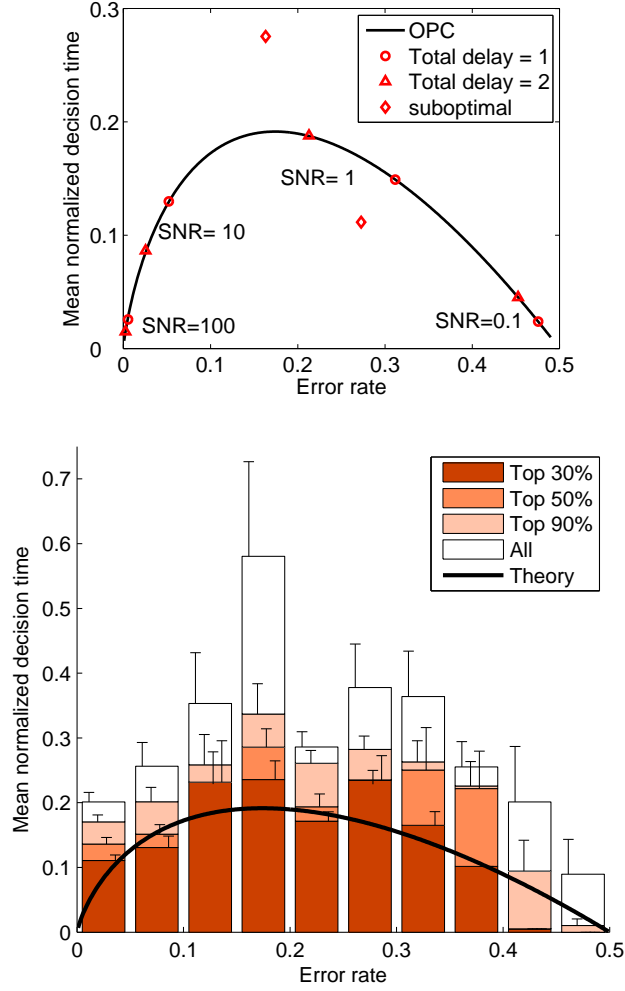 0.3
0.2
0.1
0
0
0.1
0.2
0.3
0.4
0.5
Mean normalized decision time
Error rate
OPC
Total delay = 1
Total delay = 2
suboptimal
SNR= 1
SNR= 10
SNR=100
SNR=0.1
0.7
0.6
0.5
0.4
0.3
0.2
0.1
0
0
0.1
0.2
0.3
0.4
0.5
Mean normalized decision time
Error rate
Top 30%
Top 50%
Top 90%
All
Theory